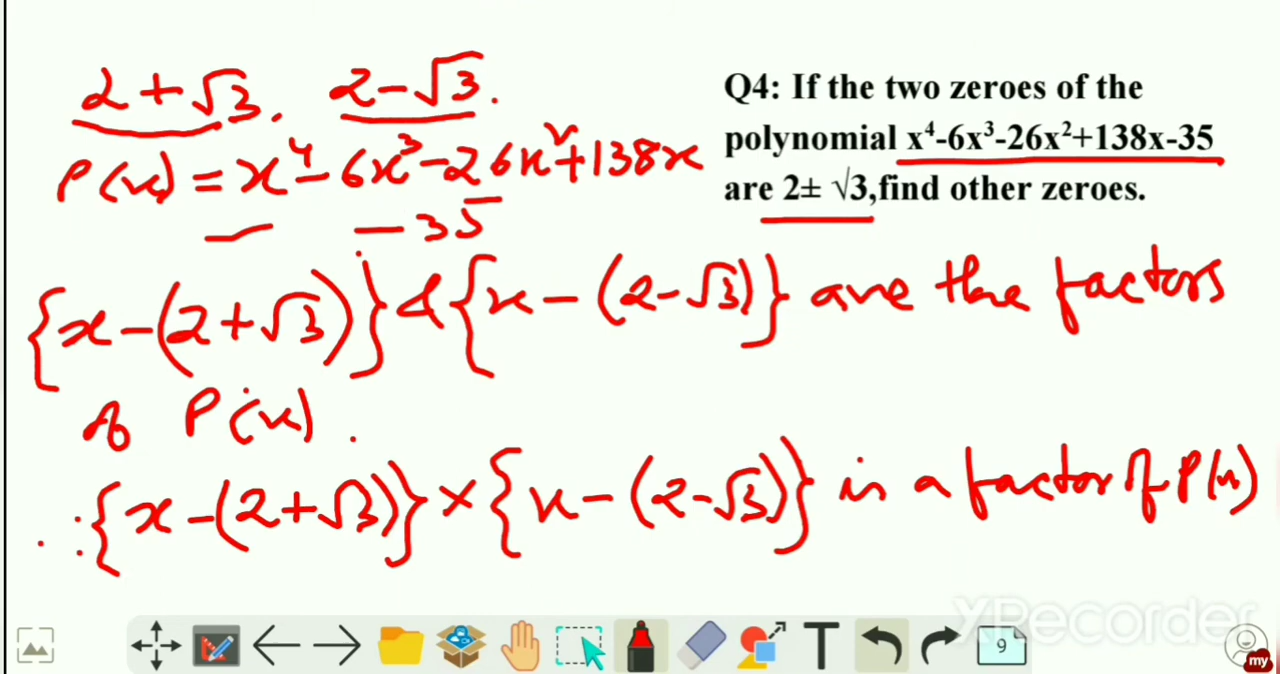 2+√3, 2-√3.
P(x) = x⁴-6x³-26x²+138x
-35
{x-(2+√3)} & {x-(2-√3)} are the factors
of P(x).
∴ {x-(2+√3)} × {x-(2-√3)} is a factor of P(x)
Q4: If the two zeroes of the
polynomial x⁴-6x³-26x²+138x-35
are 2± √3,find other zeroes.
XRecorder
T
9
my